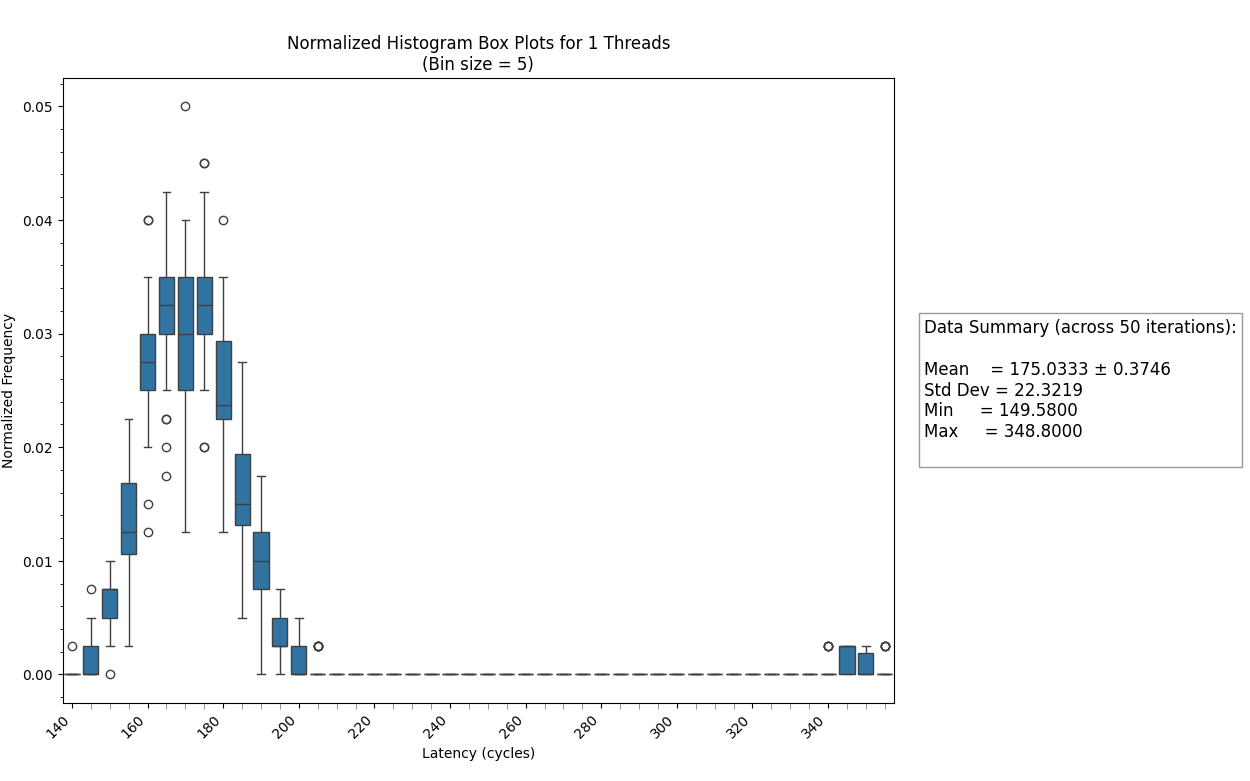 Normalized Histogram Box Plots for 1 Threads
(Bin size = 5)
Normalized Frequency
0.05
0.04
0.03
0.02
0.01
0.00
140
160
180
200
220
240
260
280
300
320
340
Latency (cycles)
Data Summary (across 50 iterations):
Mean = 175.0333 ± 0.3746
Std Dev = 22.3219
Min = 149.5800
Max = 348.8000